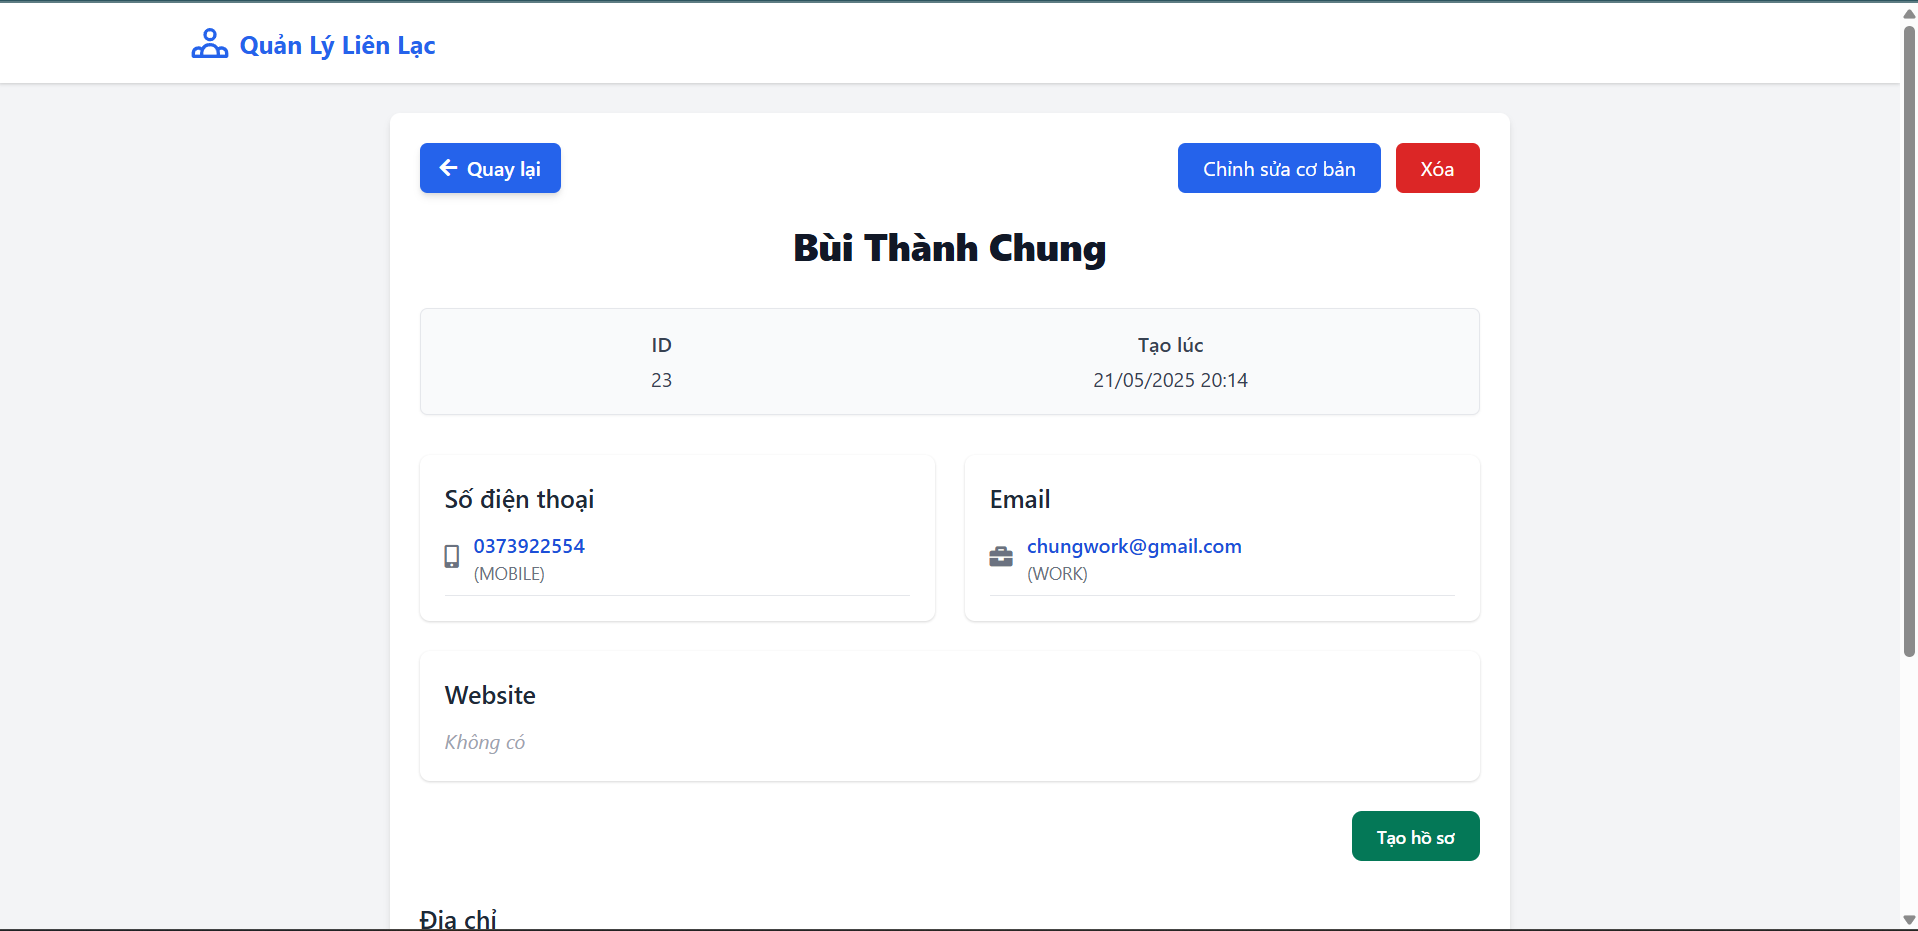 Quản Lý Liên Lạc
Quay lại
Chỉnh sửa cơ bản
Xóa
Bùi Thành Chung
ID
23
Tạo lúc
21/05/2025 20:14
Số điện thoại
0373922554
(MOBILE)
Email
chungwork@gmail.com
(WORK)
Website
Không có
Tạo hồ sơ
Địa chỉ